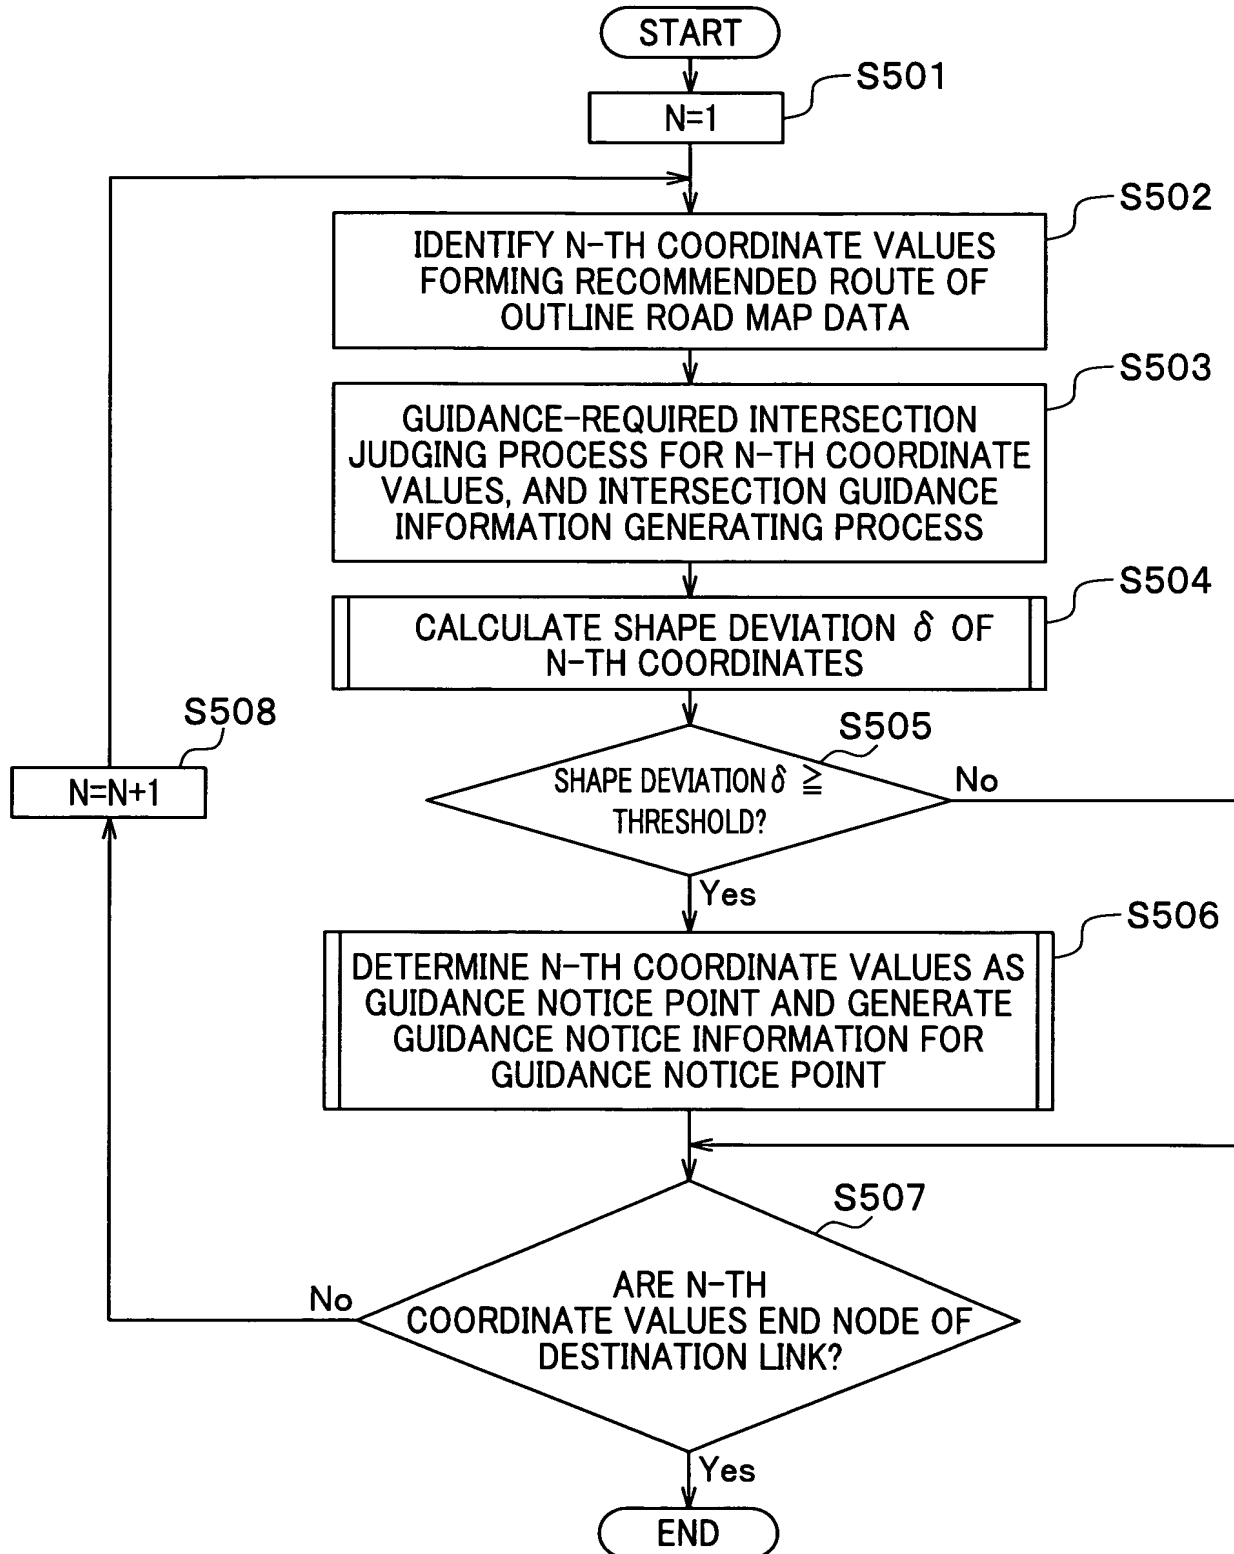 START
S501
N=1
S502
IDENTIFY N-TH COORDINATE VALUES
FORMING RECOMMENDED ROUTE OF
OUTLINE ROAD MAP DATA
S503
GUIDANCE-REQUIRED INTERSECTION
JUDGING PROCESS FOR N-TH COORDINATE
VALUES, AND INTERSECTION GUIDANCE
INFORMATION GENERATING PROCESS
S504
CALCULATE SHAPE DEVIATION δ OF
N-TH COORDINATES
S508
N=N+1
S505
SHAPE DEVIATION δ ≧
THRESHOLD?
No
Yes
S506
DETERMINE N-TH COORDINATE VALUES AS
GUIDANCE NOTICE POINT AND GENERATE
GUIDANCE NOTICE INFORMATION FOR
GUIDANCE NOTICE POINT
S507
ARE N-TH
COORDINATE VALUES END NODE OF
DESTINATION LINK?
No
Yes
END